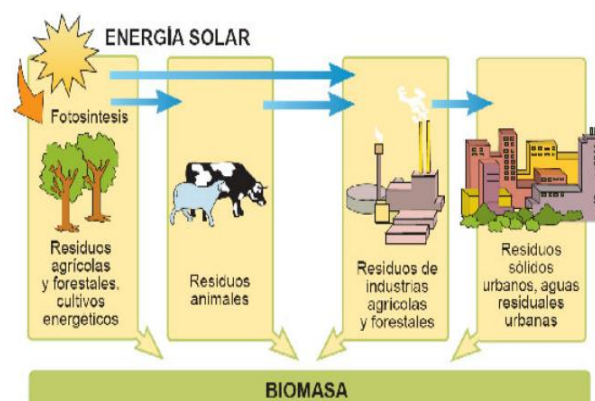 ENERGÍA SOLAR
Fotosintesis
Residuos
agrícolas
y forestales.
cultivos
energeticos
Residuos
animales
Residuos de
industrias
agrícolas
y forestales
Residuos
sólidos
urbanos, aguas
residuales
urbanas
BIOMASA